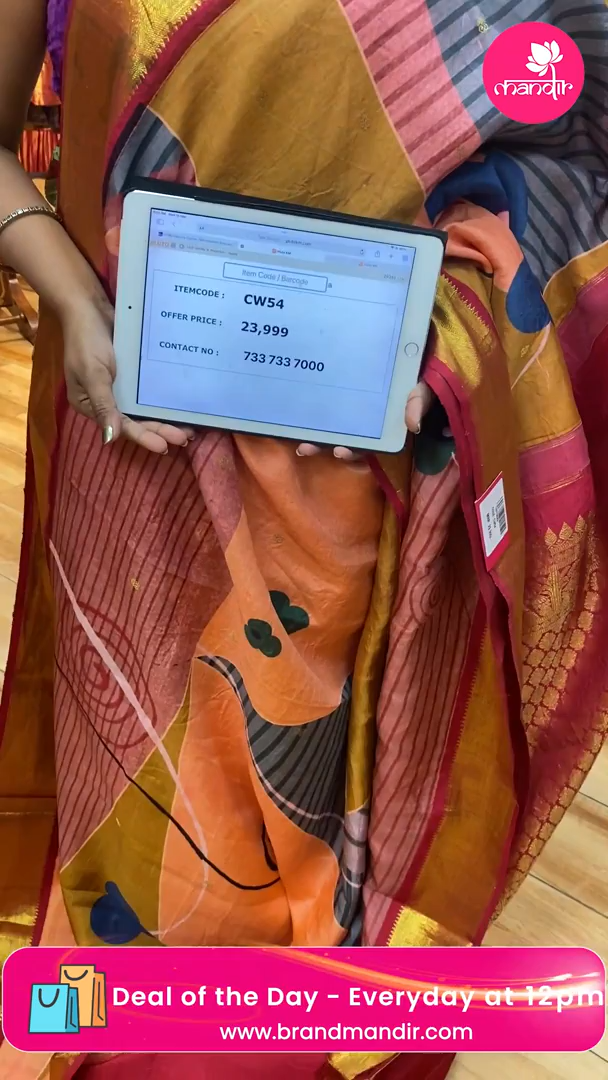 mandir
Item Code / Barcode
ITEMCODE : CW54
OFFER PRICE : 23,999
CONTACT NO : 733 733 7000
Deal of the Day - Everyday at 12pm
www.brandmandir.com